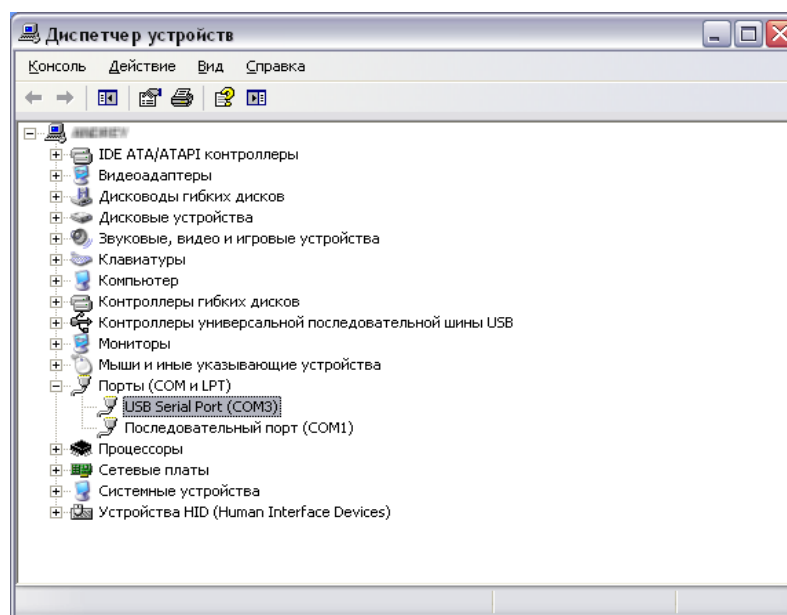 Диспетчер устройств
Консоль Действие Вид Справка
IDE ATA/ATAPI контроллеры
Видеоадаптеры
Дисководы гибких дисков
Дисковые устройства
Звуковые, видео и игровые устройства
Клавиатуры
Компьютер
Контроллеры гибких дисков
Контроллеры универсальной последовательной шины USB
Мониторы
Мыши и иные указывающие устройства
Порты (COM и LPT)
USB Serial Port (COM3)
Последовательный порт (COM1)
Процессоры
Сетевые платы
Системные устройства
Устройства HID (Human Interface Devices)